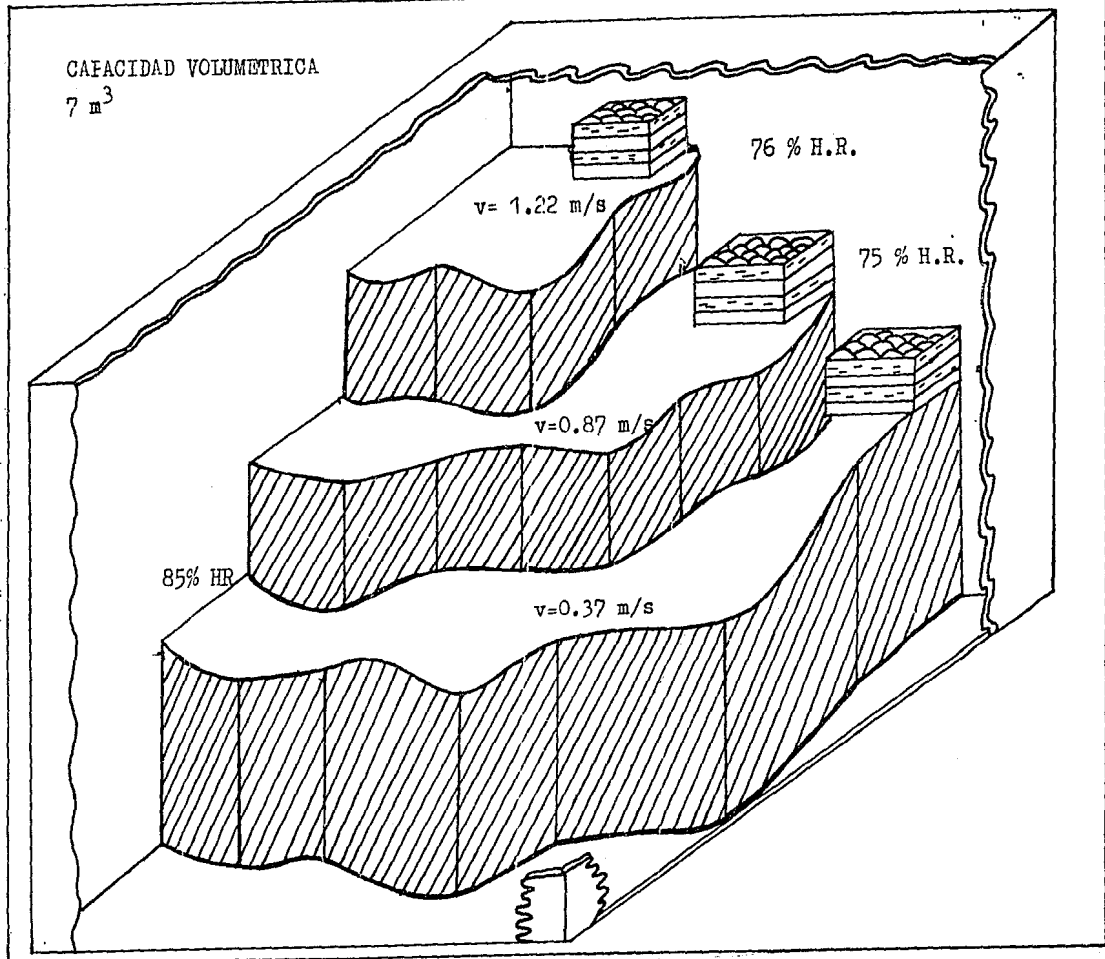 CAPACIDAD VOLUMETRICA
7 m³
76 % H.R.
v= 1.22 m/s
75 % H.R.
v=0.87 m/s
85% HR
v=0.37 m/s